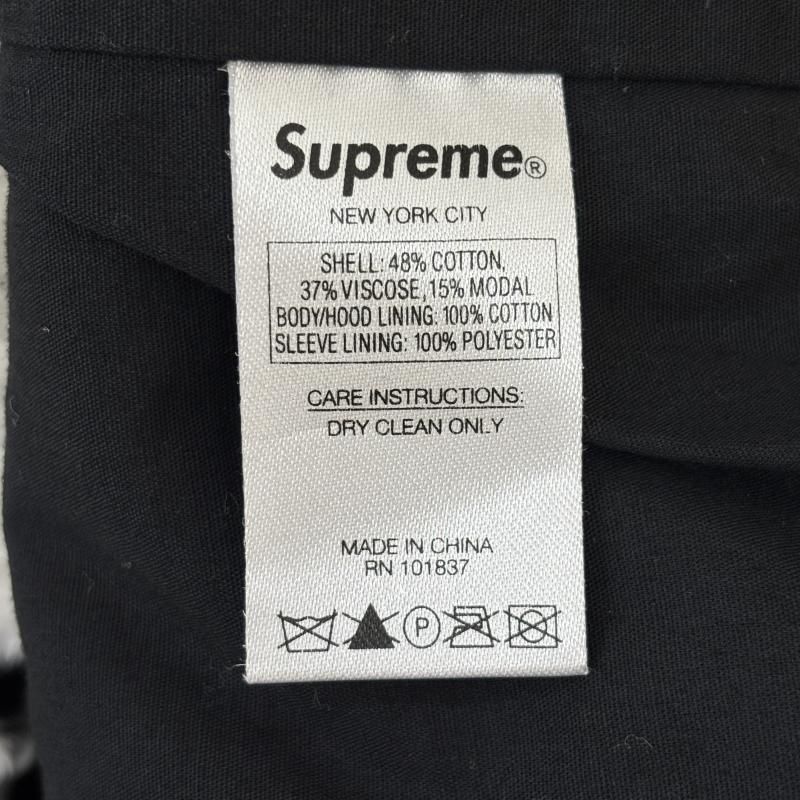 Supreme®
NEW YORK CITY
SHELL: 48% COTTON,
37% VISCOSE, 15% MODAL
BODY/HOOD LINING: 100% COTTON
SLEEVE LINING: 100% POLYESTER
CARE INSTRUCTIONS:
DRY CLEAN ONLY
MADE IN CHINA
RN 101837
P